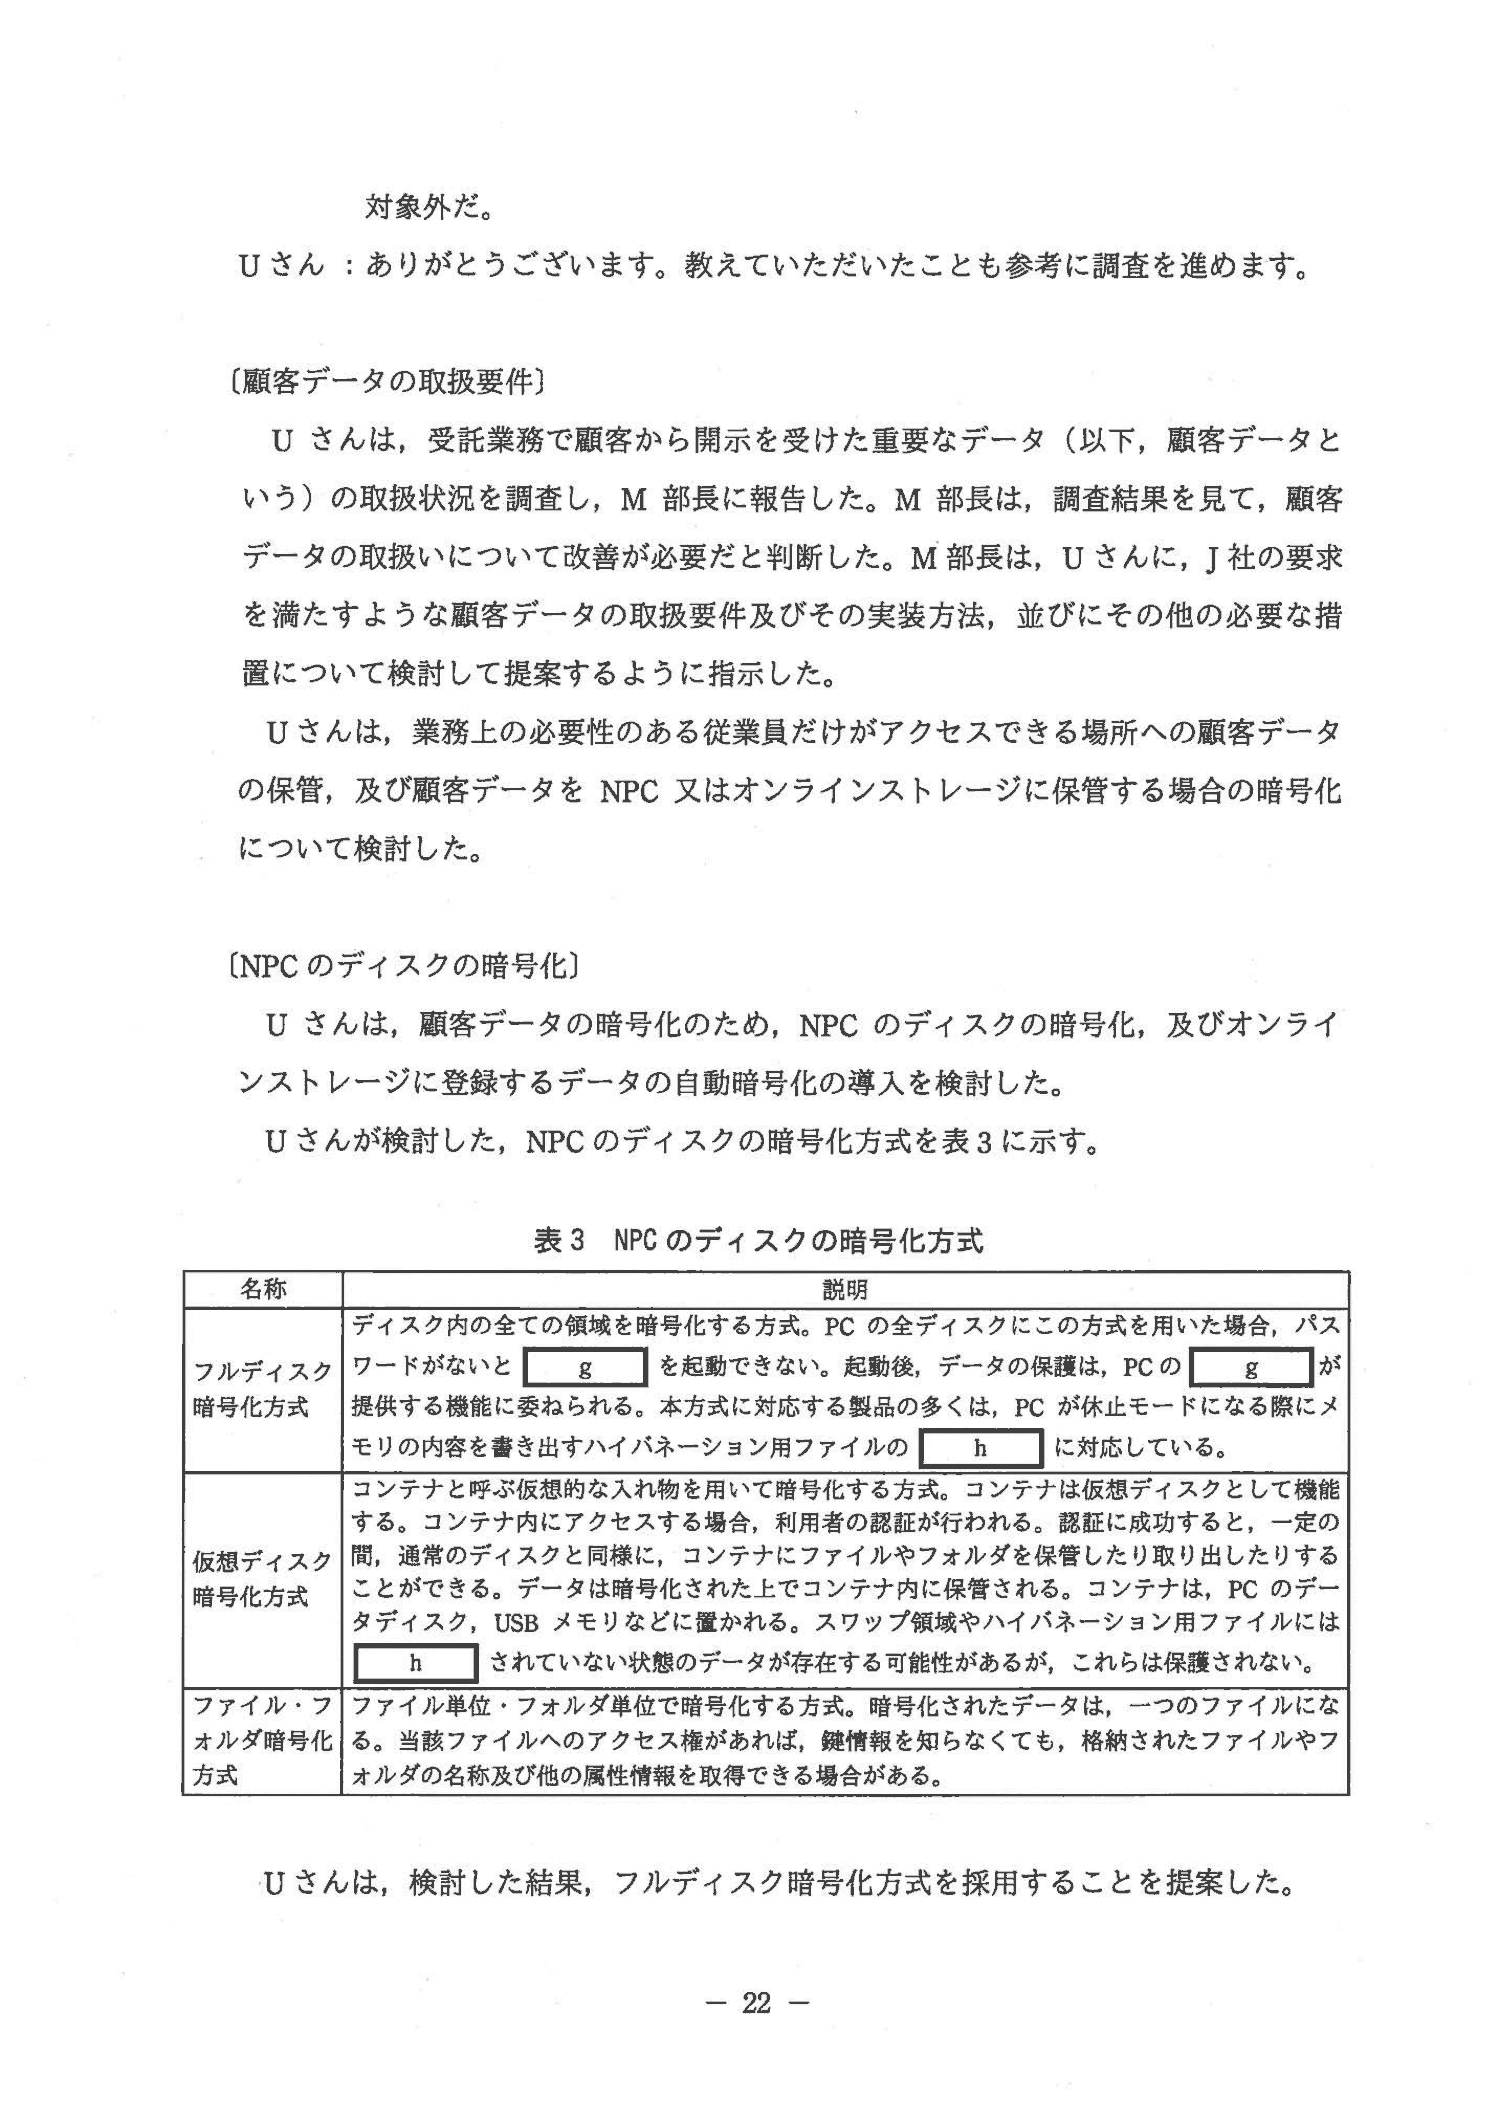 対象外だ。
Uさん：ありがとうございます。教えていただいたことも参考に調査を進めます。
〔顧客データの取扱要件〕
U さんは，受託業務で顧客から開示を受けた重要なデータ（以下，顧客データと
いう）の取扱状況を調査し，M 部長に報告した。M 部長は，調査結果を見て，顧客
データの取扱いについて改善が必要だと判断した。M 部長は，U さんに，J 社の要求
を満たすような顧客データの取扱要件及びその実装方法，並びにその他の必要な措
置について検討して提案するように指示した。
U さんは，業務上の必要性のある従業員だけがアクセスできる場所への顧客データ
の保管，及び顧客データを NPC 又はオンラインストレージに保管する場合の暗号化
について検討した。
〔NPC のディスクの暗号化〕
U さんは，顧客データの暗号化のため，NPC のディスクの暗号化，及びオンライ
ンストレージに登録するデータの自動暗号化の導入を検討した。
U さんが検討した，NPC のディスクの暗号化方式を表 3 に示す。
表 3　NPC のディスクの暗号化方式
名称　説明
フルディスク
暗号化方式
ディスク内の全ての領域を暗号化する方式。PC の全ディスクにこの方式を用いた場合，パス
ワードがないと g を起動できない。起動後，データの保護は，PC の g が
提供する機能に委ねられる。本方式に対応する製品の多くは，PC が休止モードになる際にメ
モリの内容を書き出すハイバネーション用ファイルの h に対応している。
仮想ディスク
暗号化方式
コンテナと呼ぶ仮想的な入れ物を用いて暗号化する方式。コンテナは仮想ディスクとして機能
する。コンテナ内にアクセスする場合，利用者の認証が行われる。認証に成功すると，一定の
間，通常のディスクと同様に，コンテナにファイルやフォルダを保管したり取り出したりする
ことができる。データは暗号化された上でコンテナ内に保管される。コンテナは，PC のデー
タディスク，USB メモリなどに置かれる。スワップ領域やハイバネーション用ファイルには
h されていない状態のデータが存在する可能性があるが，これらは保護されない。
ファイル・フ
ォルダ暗号化
方式
ファイル単位・フォルダ単位で暗号化する方式。暗号化されたデータは，一つのファイルにな
る。当該ファイルへのアクセス権があれば，鍵情報を知らなくても，格納されたファイルやフ
ォルダの名称及び他の属性情報を取得できる場合がある。
U さんは，検討した結果，フルディスク暗号化方式を採用することを提案した。
－ 22 －